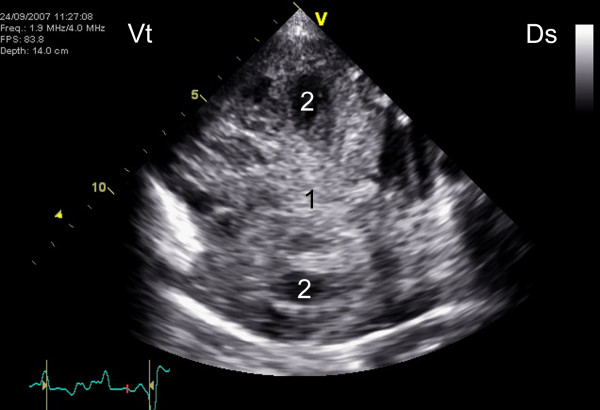 24/09/2007 11:27:08
Freq.: 1.9 MHz/4.0 MHz
FPS: 83.8
Depth: 14.0 cm
Vt
V
Ds
5
2
10
1
2